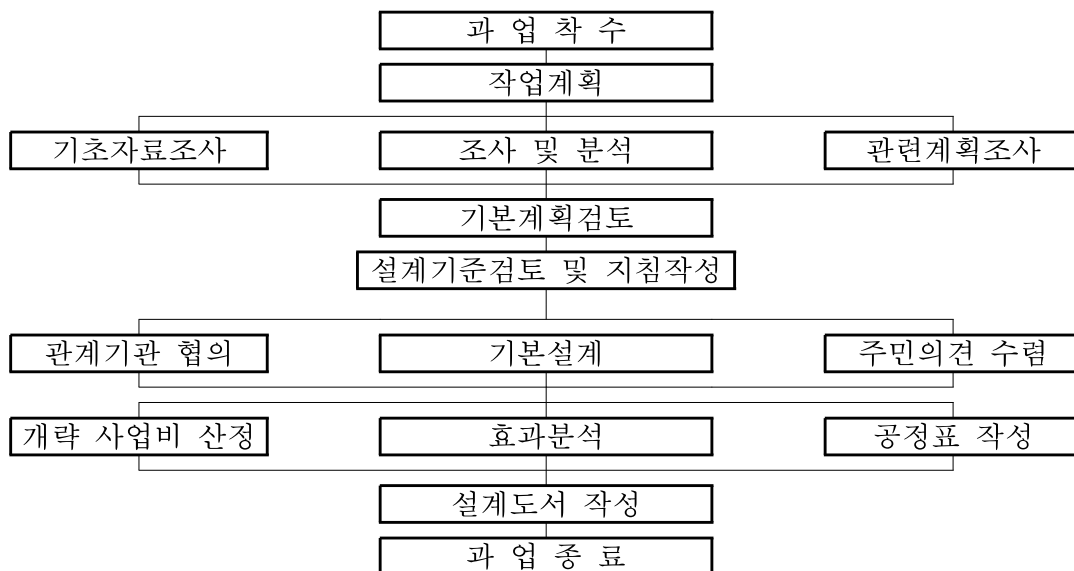 과 업 착 수
작업계획
기초자료조사
조사 및 분석
관련계획조사
기본계획검토
설계기준검토 및 지침작성
관계기관 협의
기본설계
주민의견 수렴
개략 사업비 산정
효과분석
공정표 작성
설계도서 작성
과 업 종 료